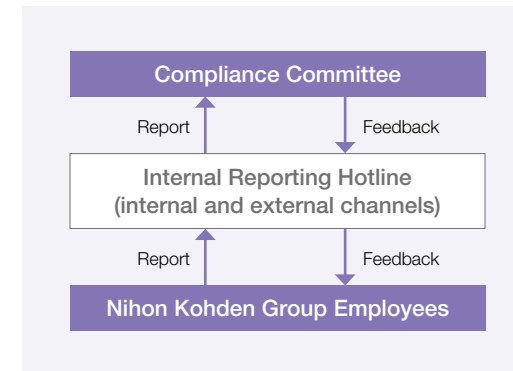 Compliance Committee
Report
Feedback
Internal Reporting Hotline
(internal and external channels)
Report
Feedback
Nihon Kohden Group Employees